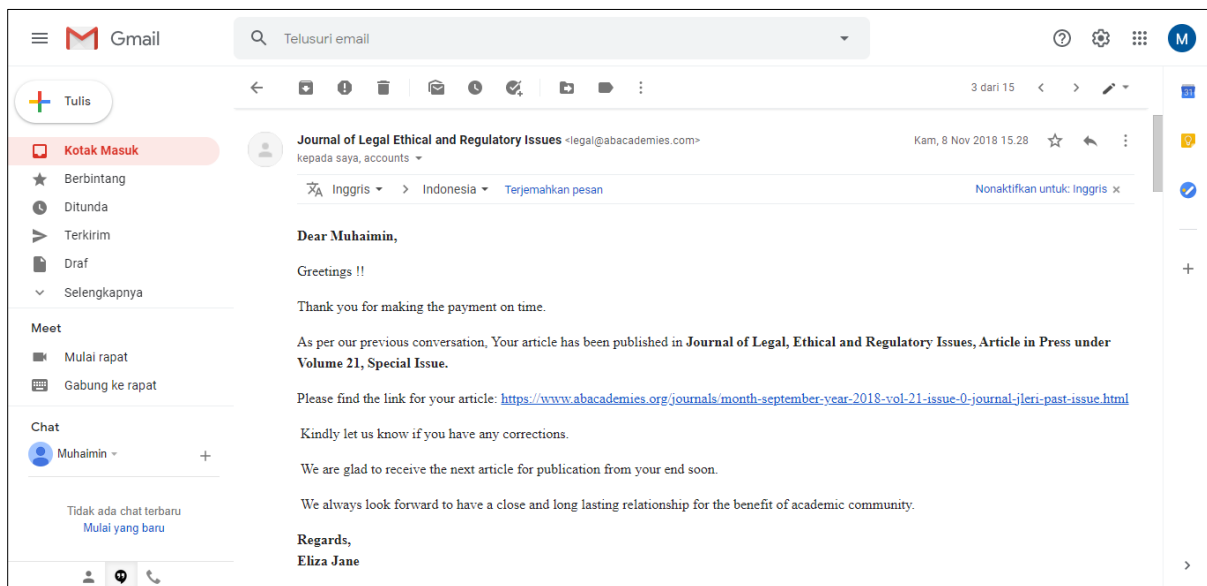 Gmail
Telusuri email
M
Tulis
3 dari 15
31
Kotak Masuk
Berbintang
Ditunda
Terkirim
Draf
Selengkapnya
Meet
Mulai rapat
Gabung ke rapat
Chat
Muhaimin
Tidak ada chat terbaru
Mulai yang baru
Journal of Legal Ethical and Regulatory Issues <legal@abacademies.com>
Kam, 8 Nov 2018 15.28
kepada saya, accounts
Inggris > Indonesia Terjemahkan pesan
Nonaktifkan untuk: Inggris ×
Dear Muhaimin,
Greetings !!
Thank you for making the payment on time.
As per our previous conversation, Your article has been published in Journal of Legal, Ethical and Regulatory Issues, Article in Press under
Volume 21, Special Issue.
Please find the link for your article: https://www.abacademies.org/journals/month-september-year-2018-vol-21-issue-0-journal-jleri-past-issue.html
Kindly let us know if you have any corrections.
We are glad to receive the next article for publication from your end soon.
We always look forward to have a close and long lasting relationship for the benefit of academic community.
Regards,
Eliza Jane